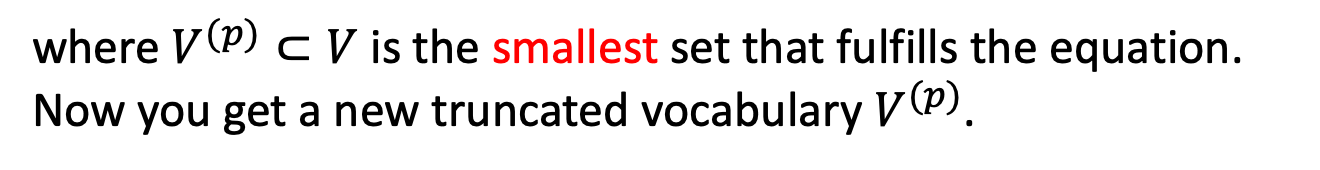 where V⁽ᵖ⁾ ⊂ V is the smallest set that fulfills the equation.
Now you get a new truncated vocabulary V⁽ᵖ⁾.